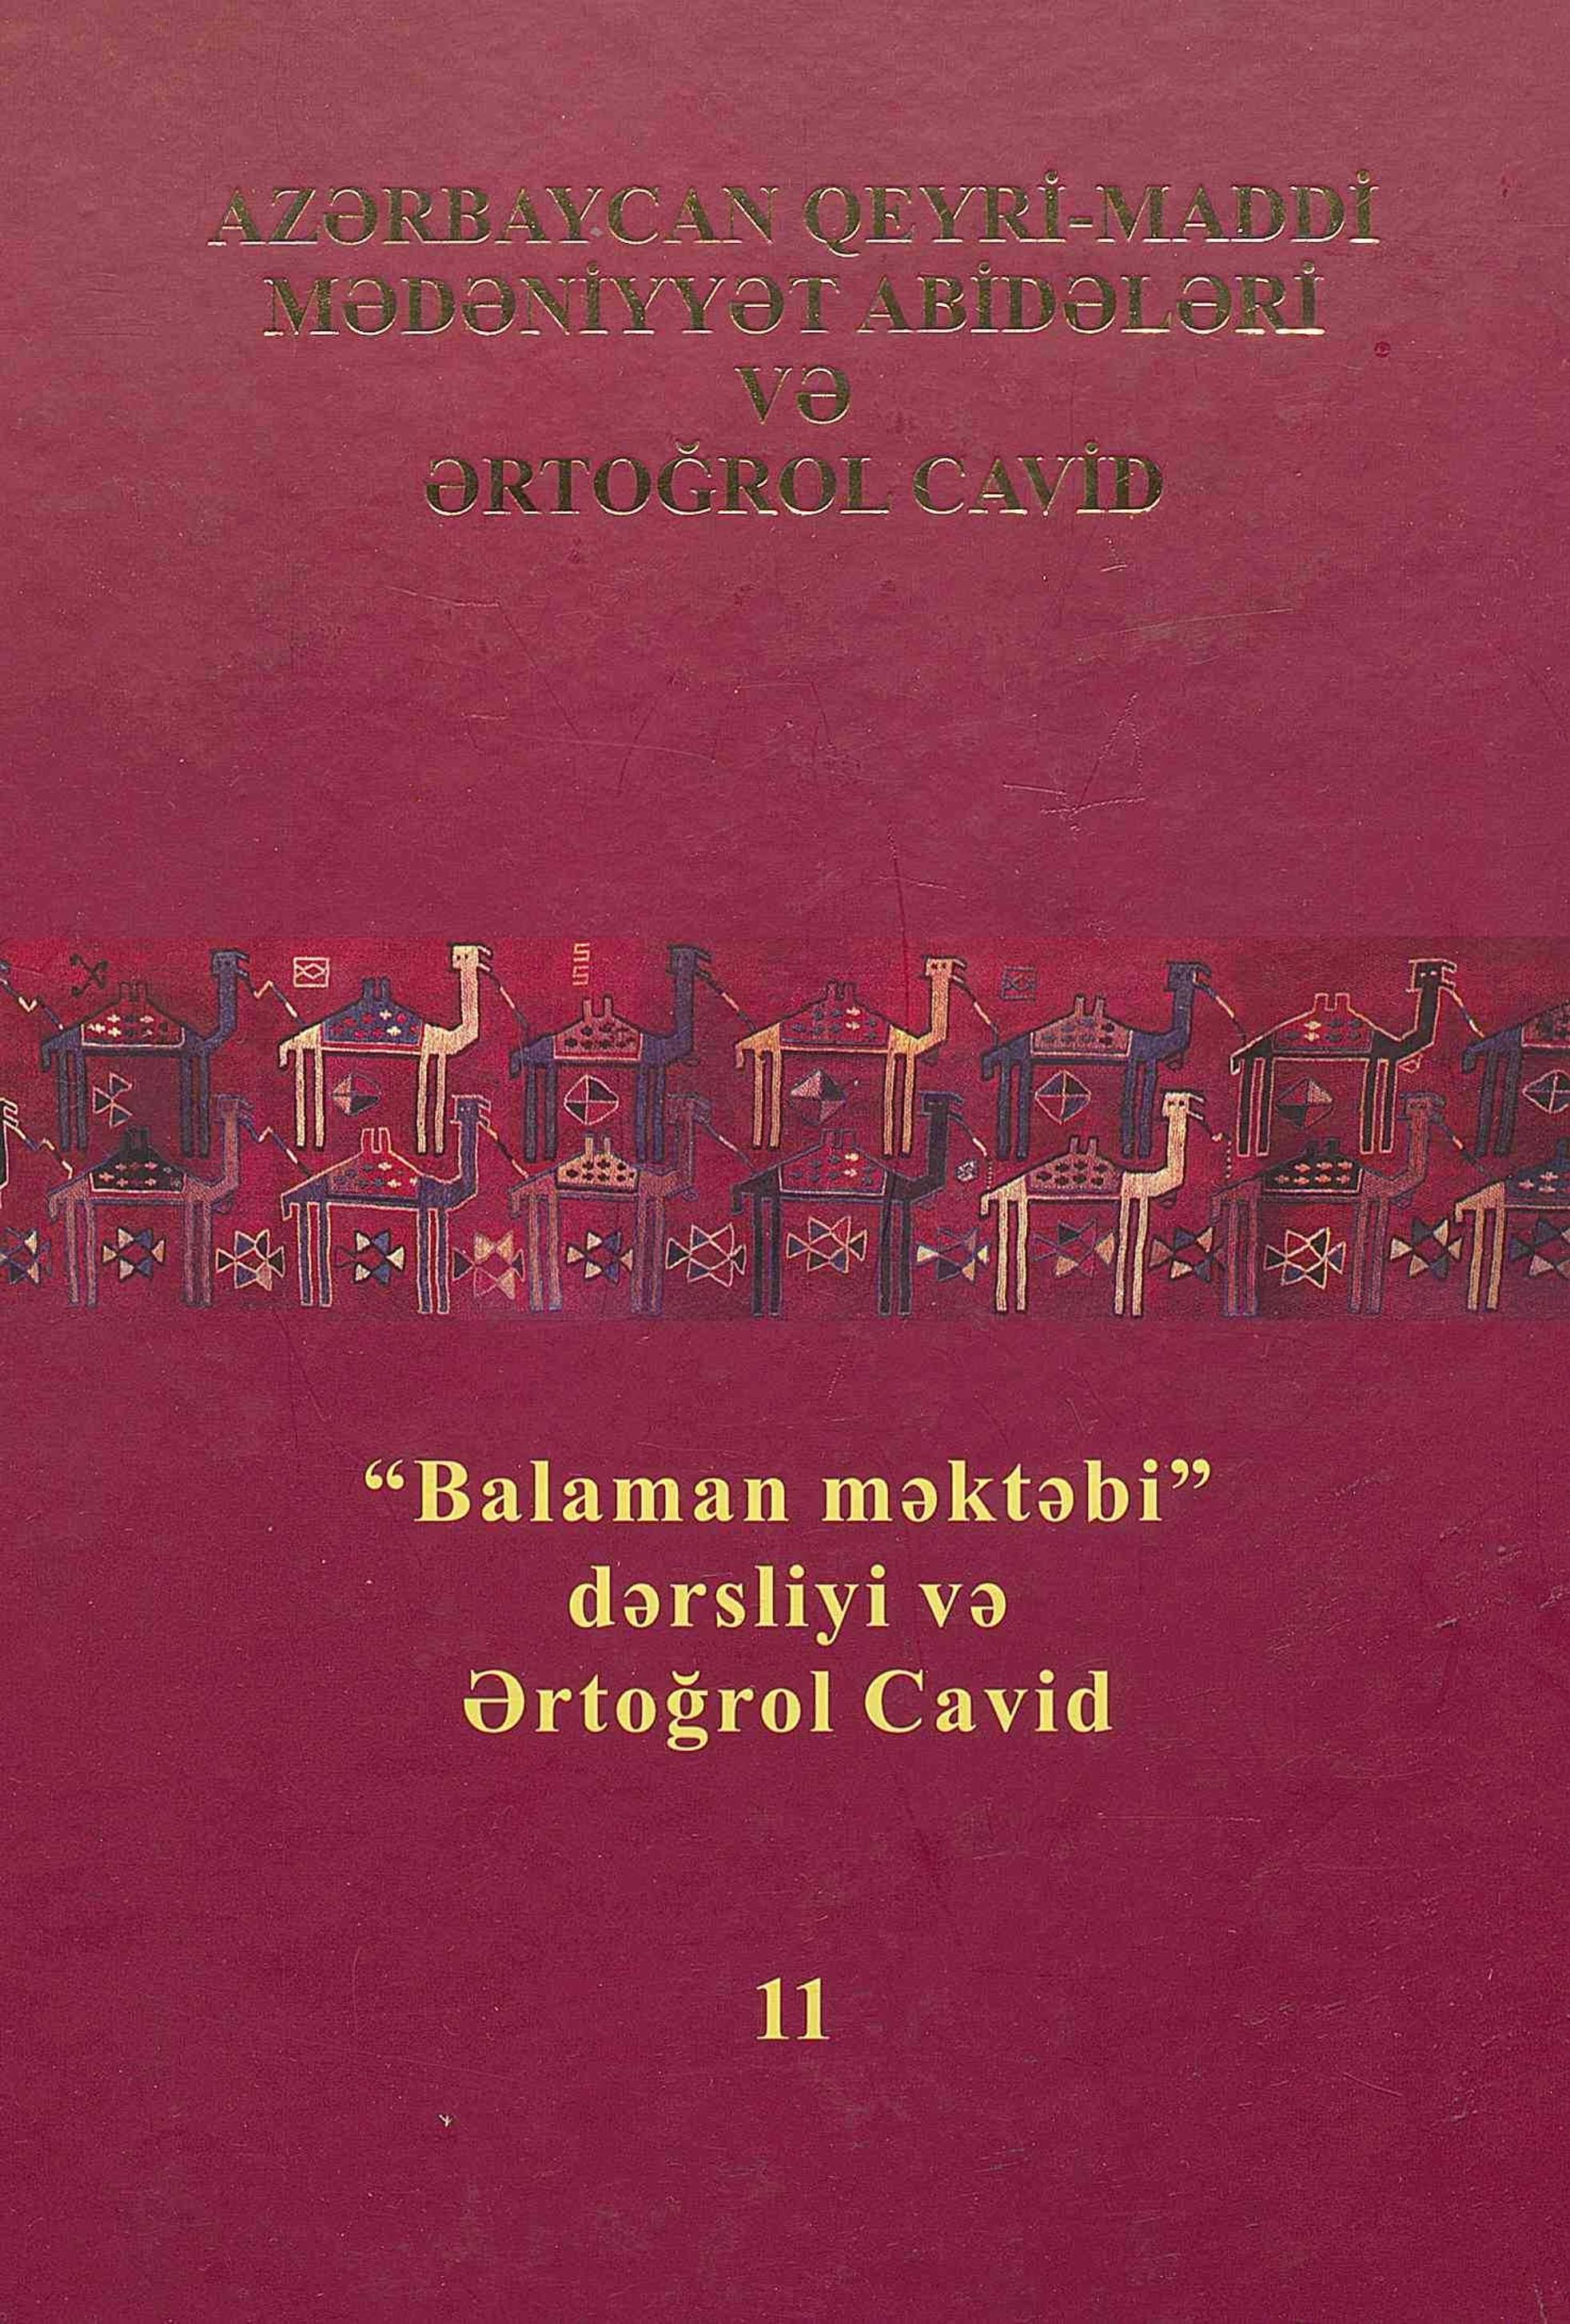 AZƏRBAYCAN QEYRİ-MADDİ
MƏDƏNİYYƏT ABİDƏLƏRİ
VƏ
ƏRTOĞROL CAVİD
“Balaman məktəbi”
dərsliyi və
Ərtoğrol Cavid
11